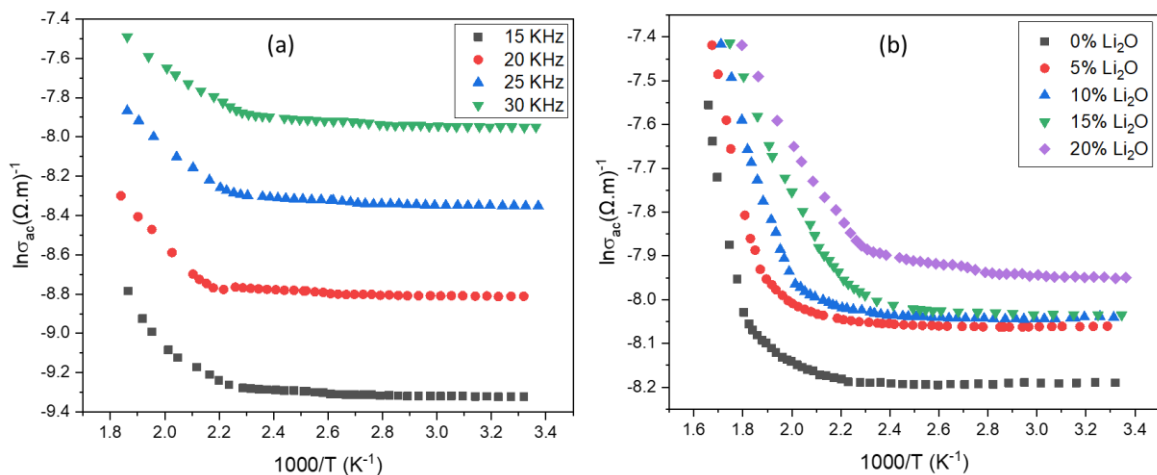 (a)
15 KHz
20 KHz
25 KHz
30 KHz
lnσac(Ω.m)⁻¹
-7.4
-7.6
-7.8
-8.0
-8.2
-8.4
-8.6
-8.8
-9.0
-9.2
-9.4
1.8 2.0 2.2 2.4 2.6 2.8 3.0 3.2 3.4
1000/T (K⁻¹)
(b)
0% Li₂O
5% Li₂O
10% Li₂O
15% Li₂O
20% Li₂O
lnσac(Ω.m)⁻¹
-7.4
-7.5
-7.6
-7.7
-7.8
-7.9
-8.0
-8.1
-8.2
1.6 1.8 2.0 2.2 2.4 2.6 2.8 3.0 3.2 3.4
1000/T (K⁻¹)